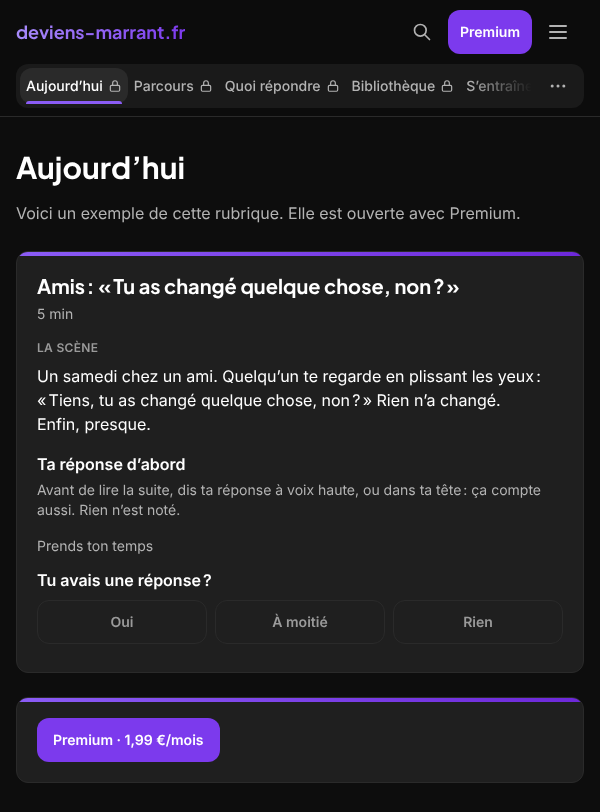 deviens-marrant.fr
Premium
Aujourd’hui
Parcours
Quoi répondre
Bibliothèque
S’entraîn
Aujourd’hui
Voici un exemple de cette rubrique. Elle est ouverte avec Premium.
Amis : « Tu as changé quelque chose, non ? »
5 min
LA SCÈNE
Un samedi chez un ami. Quelqu’un te regarde en plissant les yeux :
« Tiens, tu as changé quelque chose, non ? » Rien n’a changé.
Enfin, presque.
Ta réponse d’abord
Avant de lire la suite, dis ta réponse à voix haute, ou dans ta tête : ça compte
aussi. Rien n’est noté.
Prends ton temps
Tu avais une réponse ?
Oui
À moitié
Rien
Premium · 1,99 €/mois